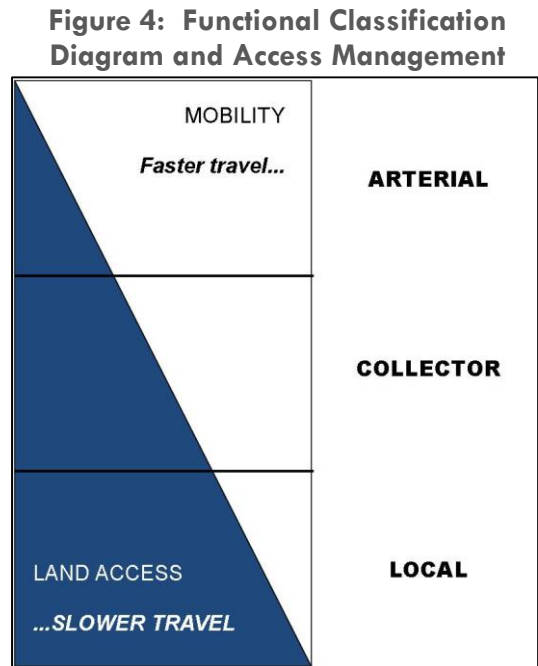 Figure 4:  Functional Classification
Diagram and Access Management
MOBILITY
Faster travel...
ARTERIAL
COLLECTOR
LAND ACCESS
LOCAL
...SLOWER TRAVEL